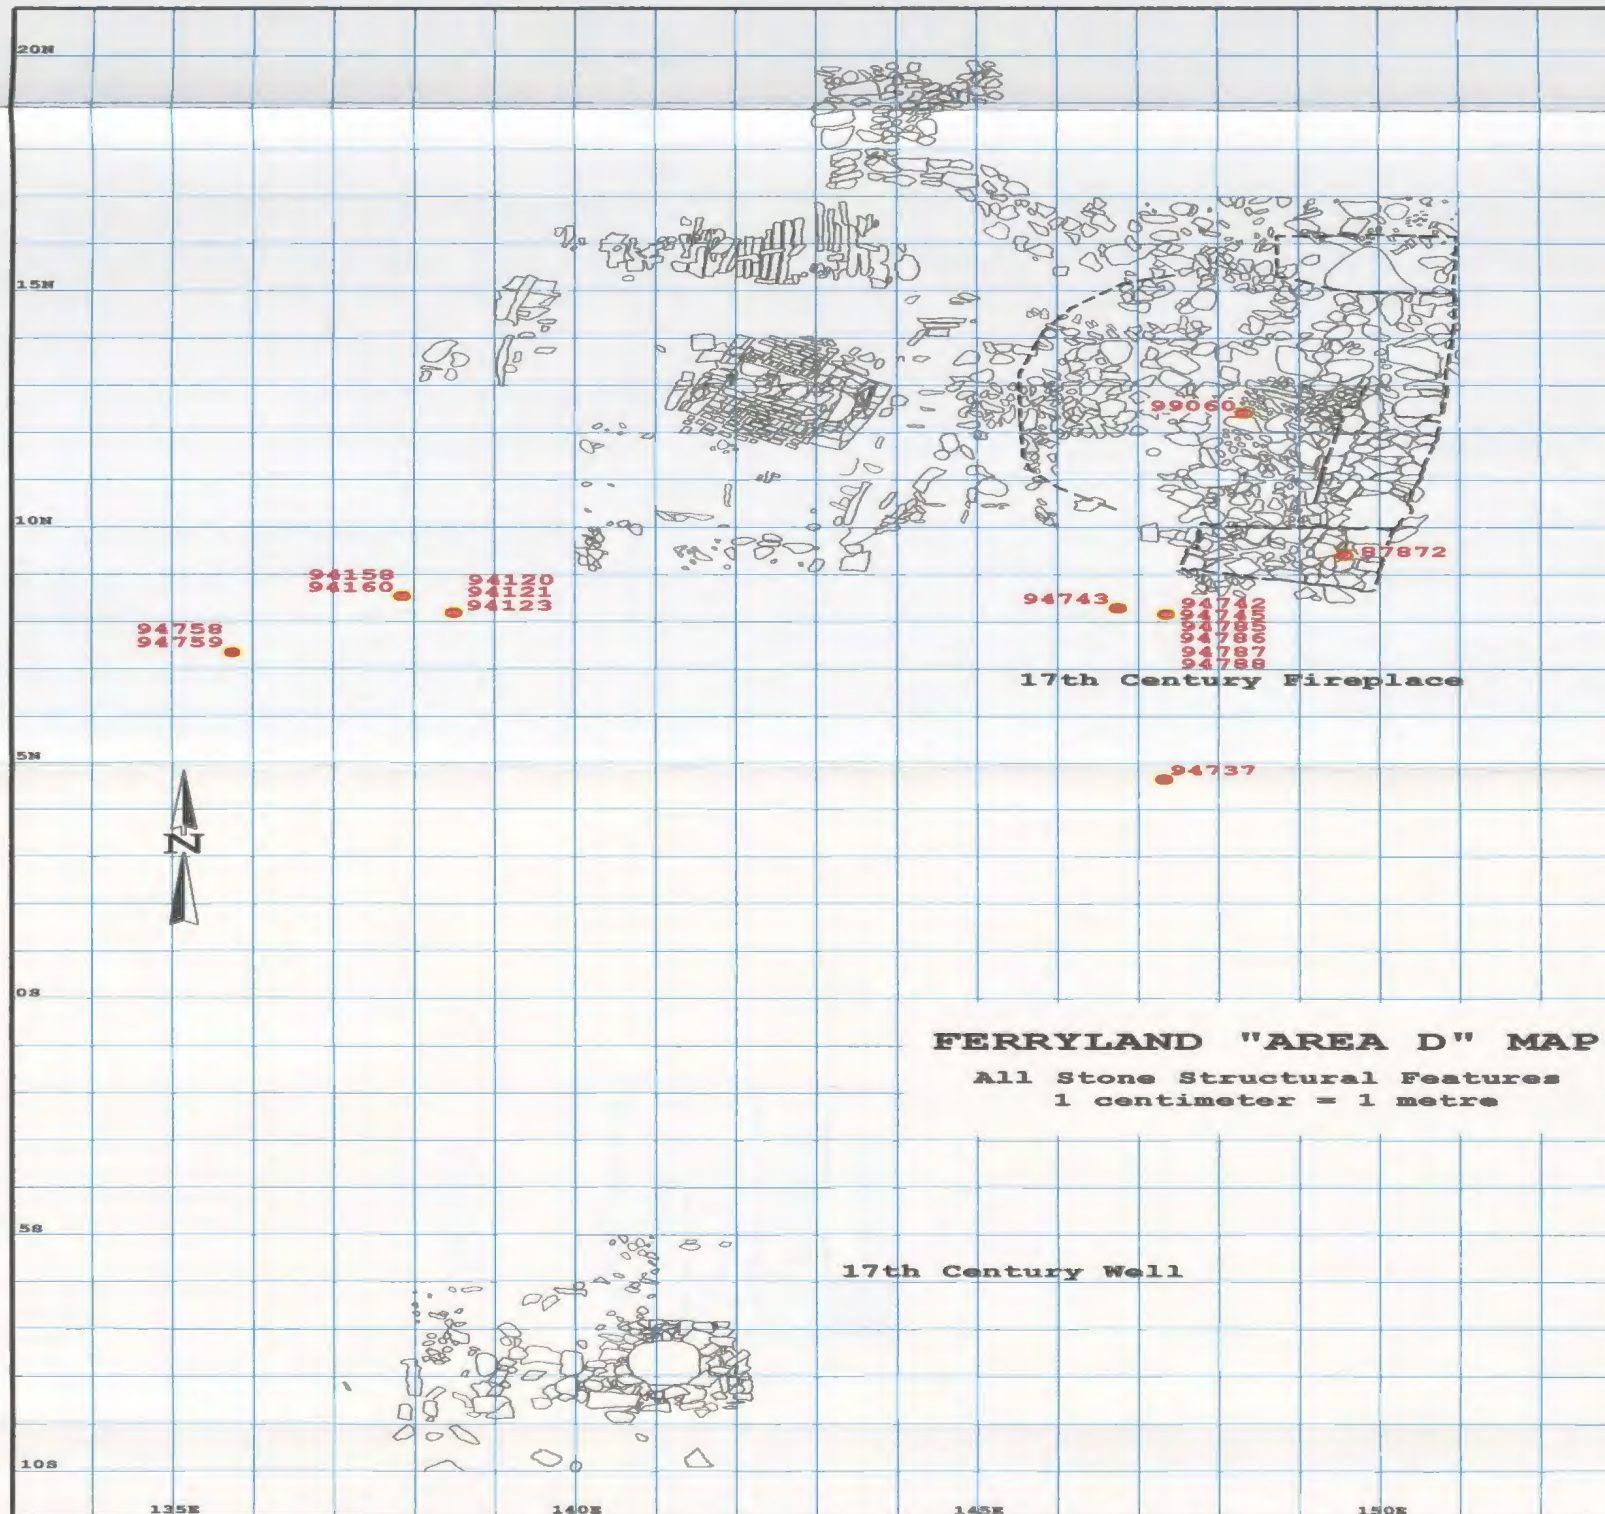 20N
15N
99060
10N
87872
94158
94160
94120
94121
94123
94743
94742
94745
94785
94786
94787
94788
94758
94759
17th Century Fireplace
5N
94737
N
0S
FERRYLAND "AREA D" MAP
All Stone Structural Features
1 centimeter = 1 metre
5S
17th Century Well
10S
135E
140E
145E
150E